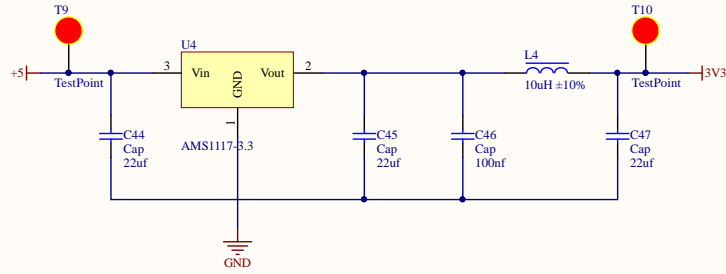 T9
T10
U4
L4
+5
3
Vin
GND
Vout
2
3V3
TestPoint
10uH ±10%
TestPoint
1
AMS1117-3.3
C44
Cap
22uf
C45
Cap
22uf
C46
Cap
100nf
C47
Cap
22uf
GND